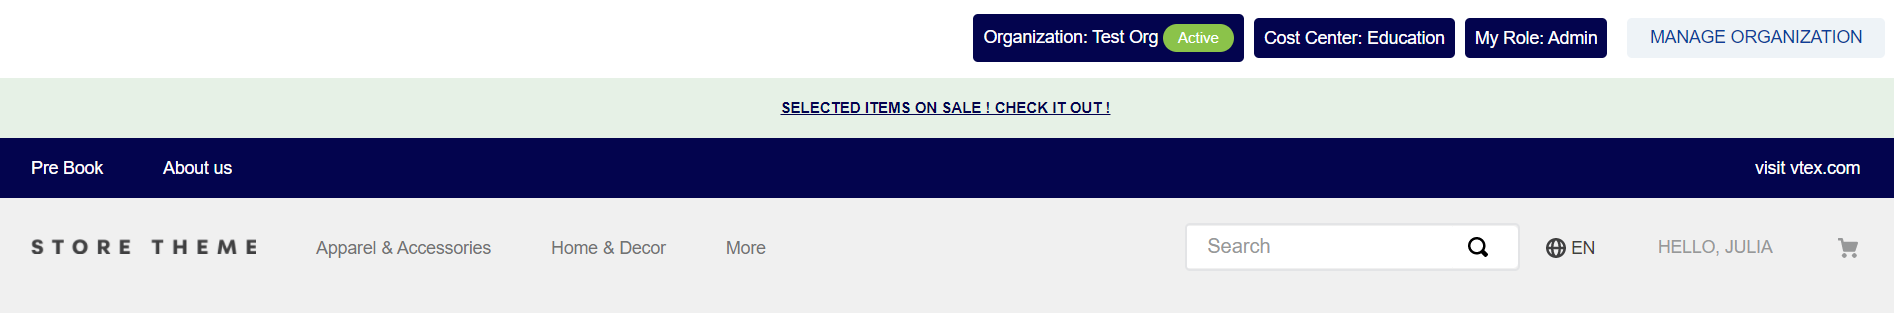 Organization: Test Org Active Cost Center: Education My Role: Admin MANAGE ORGANIZATION
SELECTED ITEMS ON SALE ! CHECK IT OUT !
Pre Book About us visit vtex.com
STORE THEME Apparel & Accessories Home & Decor More Search EN HELLO, JULIA